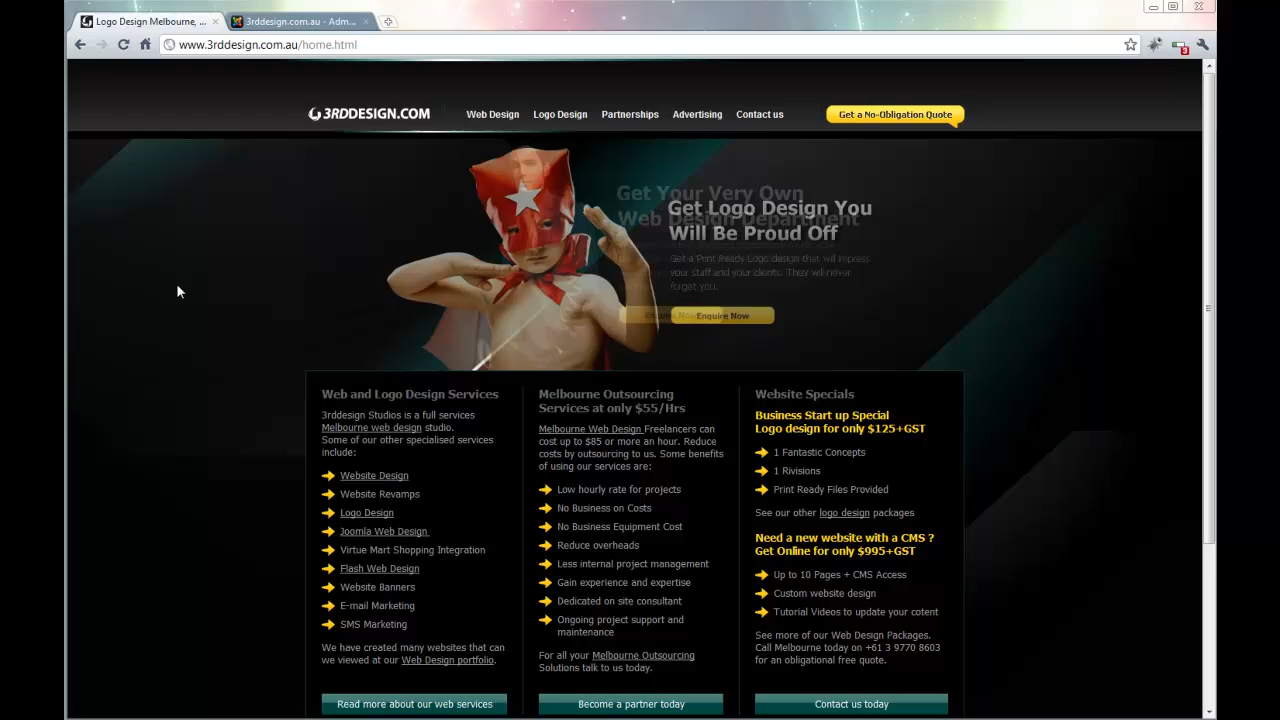 Logo Design Melbourne, ...
3rddesign.com.au - Adm...
www.3rddesign.com.au/home.html
3
3RDDESIGN.COM
Web Design
Logo Design
Partnerships
Advertising
Contact us
Get a No-Obligation Quote
Get Your Very Own
Web Design Department
Get Logo Design You
Will Be Proud Off
Get a Print Ready Logo design that will impress
your staff and your clients. They will never
forget you.
Enquire Now
Web and Logo Design Services
3rddesign Studios is a full services
Melbourne web design studio.
Some of our other specialised services
include:
Website Design
Website Revamps
Logo Design
Joomla Web Design
Virtue Mart Shopping Integration
Flash Web Design
Website Banners
E-mail Marketing
SMS Marketing
We have created many websites that can
we viewed at our Web Design portfolio.
Read more about our web services
Melbourne Outsourcing
Services at only $55/Hrs
Melbourne Web Design Freelancers can
cost up to $85 or more an hour. Reduce
costs by outsourcing to us. Some benefits
of using our services are:
Low hourly rate for projects
No Business on Costs
No Business Equipment Cost
Reduce overheads
Less internal project management
Gain experience and expertise
Dedicated on site consultant
Ongoing project support and
maintenance
For all your Melbourne Outsourcing
Solutions talk to us today.
Become a partner today
Website Specials
Business Start up Special
Logo design for only $125+GST
1 Fantastic Concepts
1 Rivisions
Print Ready Files Provided
See our other logo design packages
Need a new website with a CMS ?
Get Online for only $995+GST
Up to 10 Pages + CMS Access
Custom website design
Tutorial Videos to update your cotent
See more of our Web Design Packages.
Call Melbourne today on +61 3 9770 8603
for an obligational free quote.
Contact us today